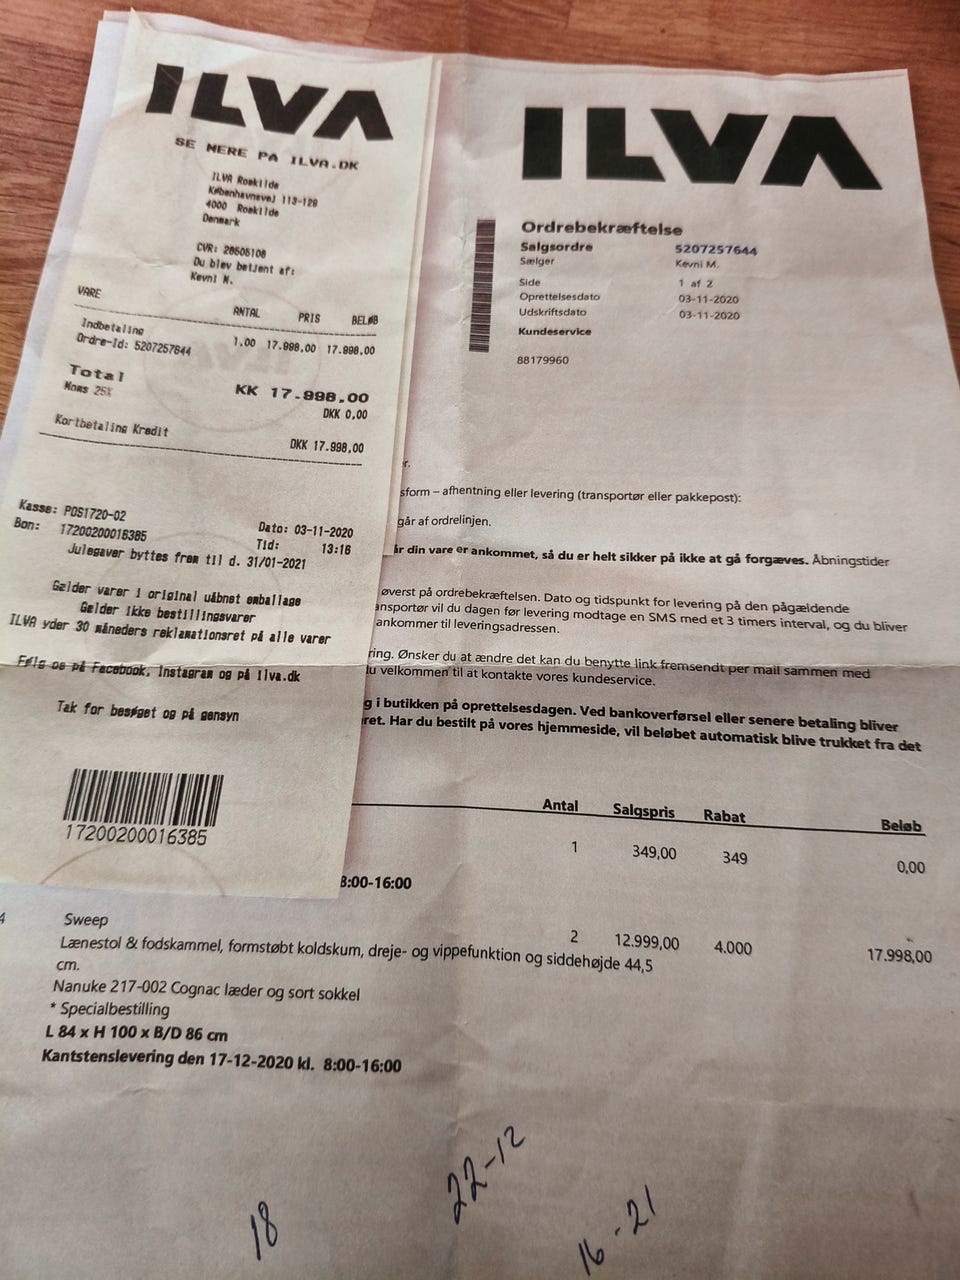 ILVA
SE MERE PÅ ILVA.DK
ILVA Roskilde
Københavnsvej 113-129
4000 Roskilde
Denmark
CVR: 28505108
Du blev betjent af:
Kevni M.
VARE ANTAL PRIS BELØB
Indbetaling
Ordre-Id: 5207257644 1,00 17.998,00 17.998,00
Total KK 17.998,00
Moms 25% DKK 0,00
Kortbetaling Kredit DKK 17.998,00
Kasse: POS1720-02 Dato: 03-11-2020
Bon: 17200200016385 Tid: 13:16
Julegaver byttes frem til d. 31/01-2021
Gælder varer i original uåbnet emballage
Gælder ikke bestillingsvarer
ILVA yder 30 måneders reklamationsret på alle varer
Følg os på Facebook, Instagram og på ilva.dk
Tak for besøget og på gensyn
17200200016385
ILVA
Ordrebekræftelse
Salgsordre 5207257644
Sælger Kevni M.
Side 1 af 2
Oprettelsesdato 03-11-2020
Udskriftsdato 03-11-2020
Kundeservice
88179960
r.
sform – afhentning eller levering (transportør eller pakkepost):
går af ordrelinjen.
år din vare er ankommet, så du er helt sikker på ikke at gå forgæves. Åbningstider
øverst på ordrebekræftelsen. Dato og tidspunkt for levering på den pågældende
ansportør vil du dagen før levering modtage en SMS med et 3 timers interval, og du bliver
ankommer til leveringsadressen.
ring. Ønsker du at ændre det kan du benytte link fremsendt per mail sammen med
du velkommen til at kontakte vores kundeservice.
g i butikken på oprettelsesdagen. Ved bankoverførsel eller senere betaling bliver
ret. Har du bestilt på vores hjemmeside, vil beløbet automatisk blive trukket fra det
Antal Salgspris Rabat Beløb
1 349,00 349 0,00
8:00-16:00
4 Sweep 2 12.999,00 4.000 17.998,00
Lænestol & fodskammel, formstøbt koldskum, dreje- og vippefunktion og siddehøjde 44,5
cm.
Nanuke 217-002 Cognac læder og sort sokkel
* Specialbestilling
L 84 x H 100 x B/D 86 cm
Kantstenslevering den 17-12-2020 kl. 8:00-16:00
22-12
18
16-21